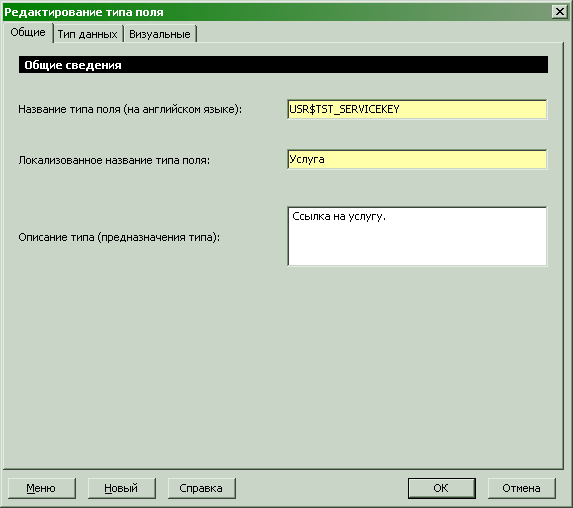 Редактирование типа поля
Общие Тип данных Визуальные
Общие сведения
Название типа поля (на английском языке): USR$TST_SERVICEKEY
Локализованное название типа поля: Услуга
Ссылка на услугу.
Описание типа (предназначения типа):
Меню Новый Справка OK Отмена